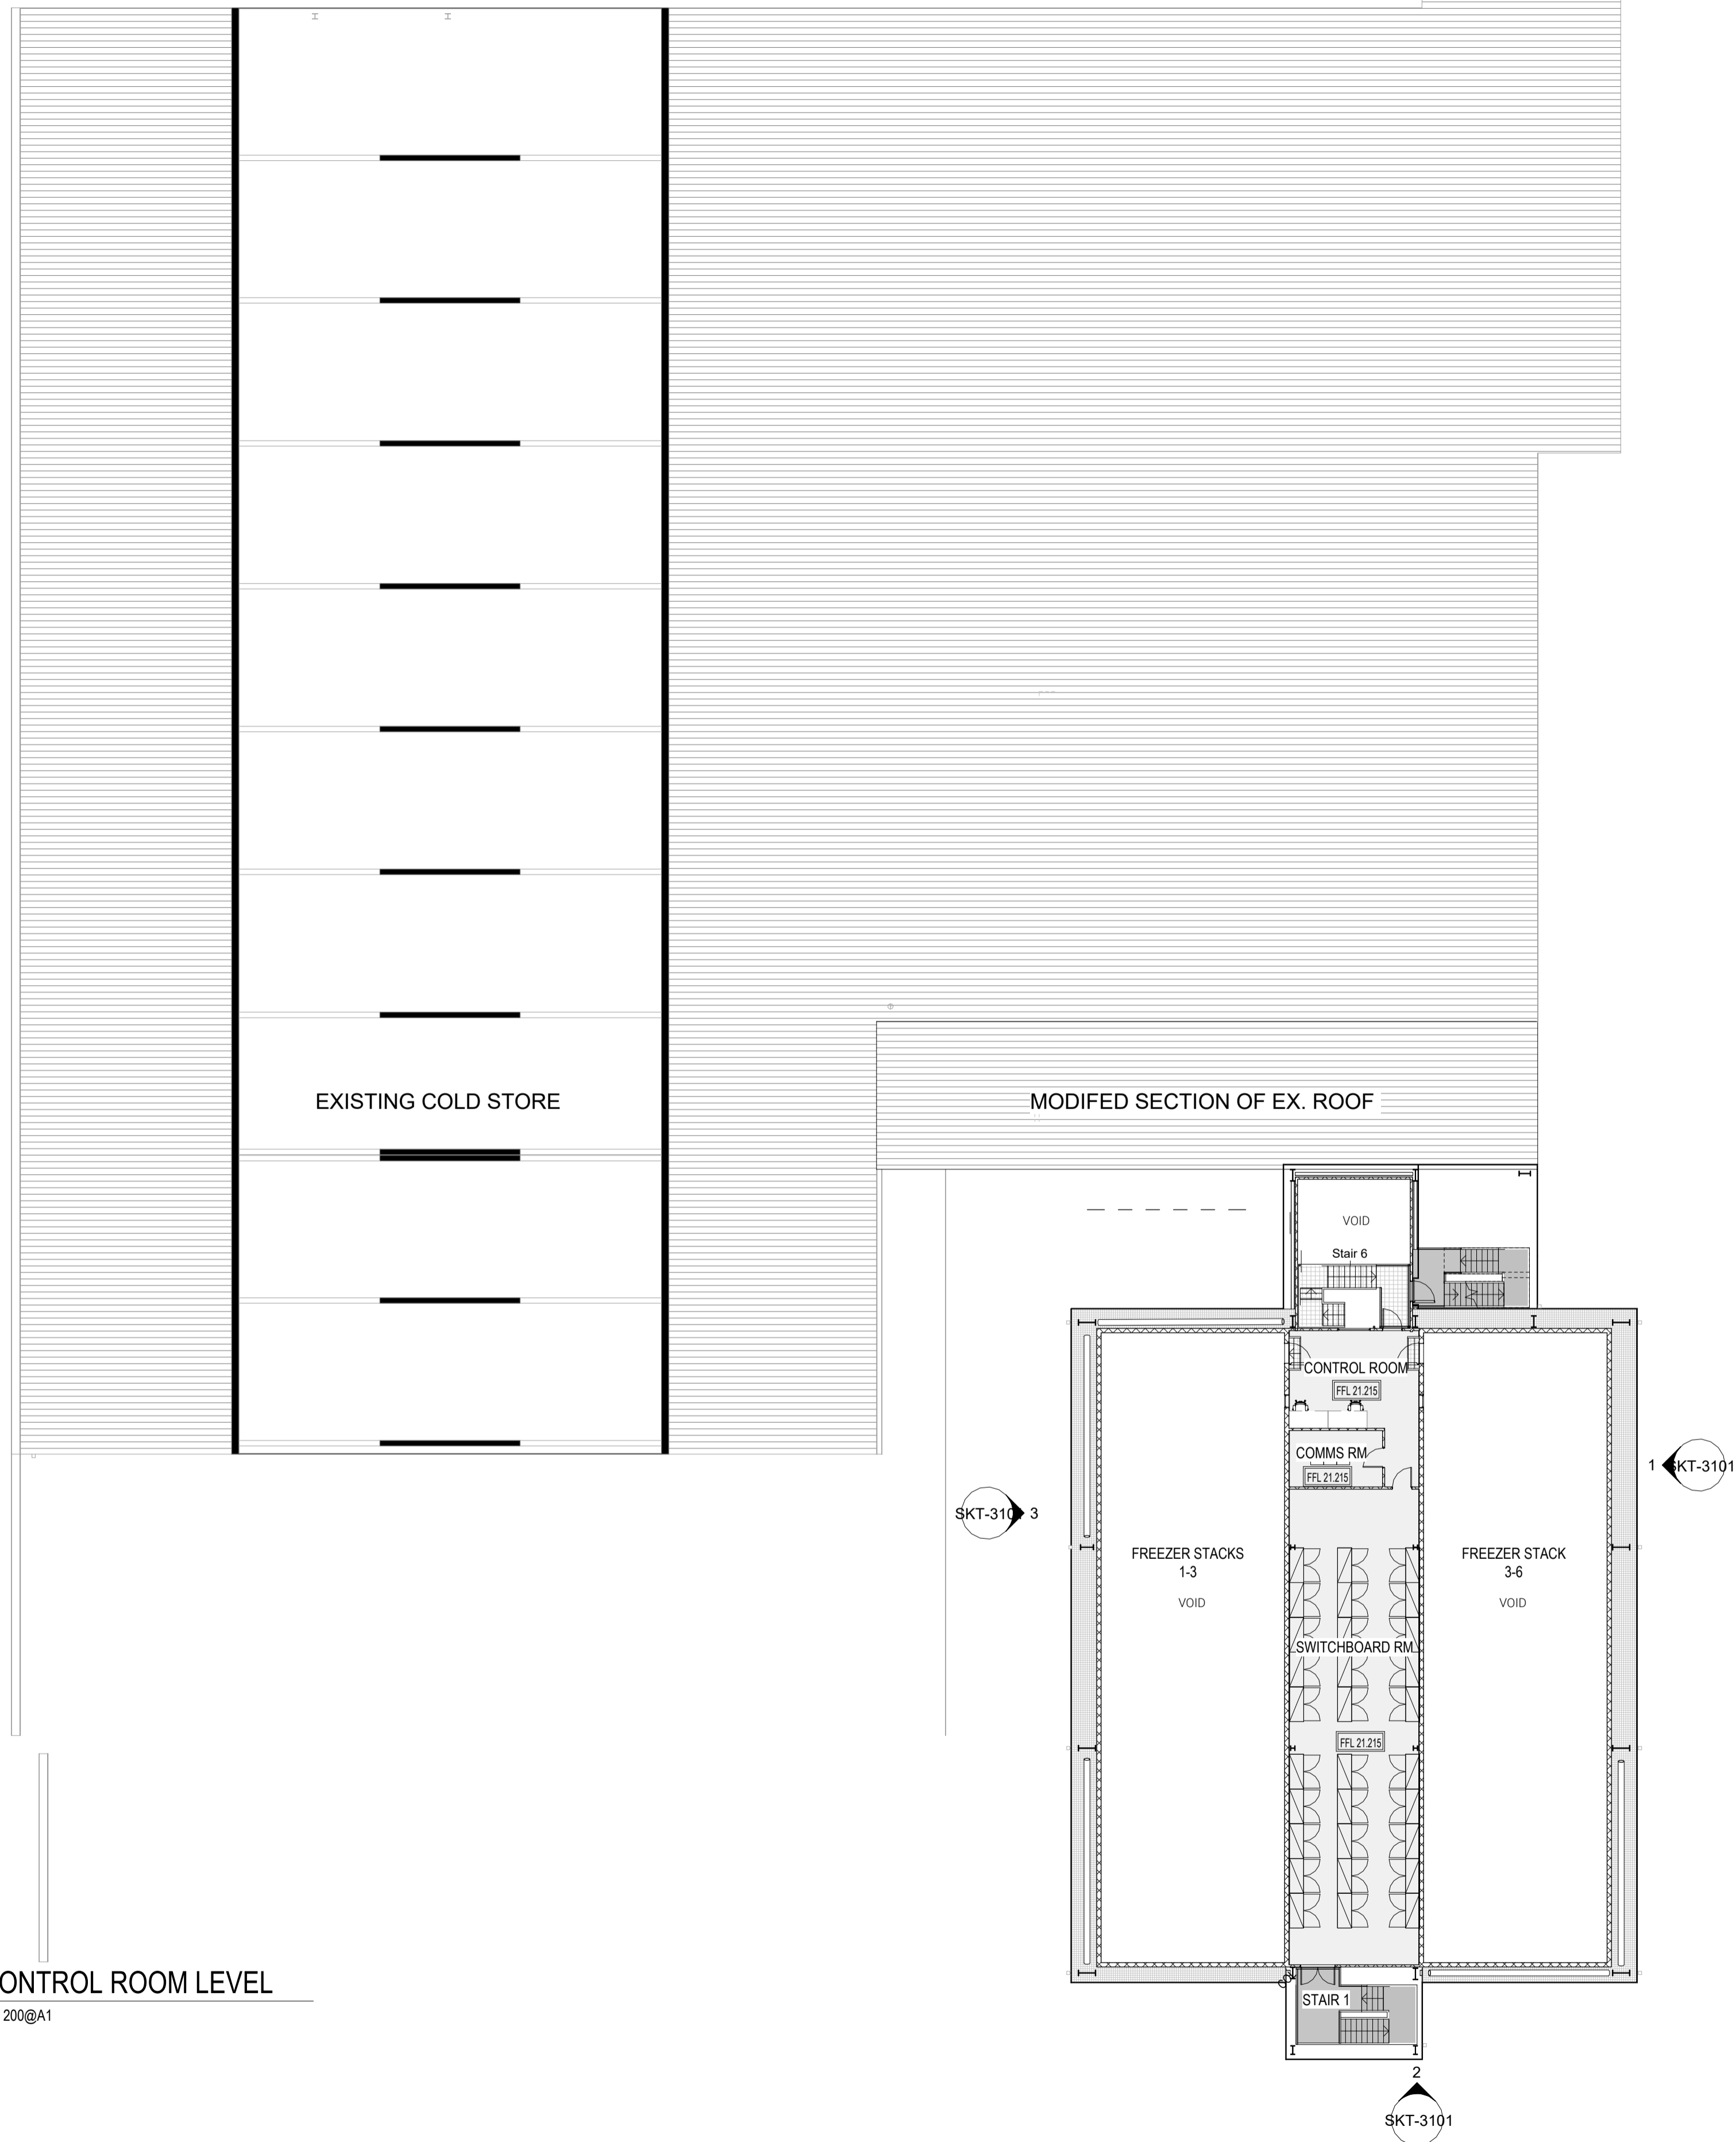 EXISTING COLD STORE
MODIFED SECTION OF EX. ROOF
VOID
Stair 6
CONTROL ROOM
FFL 21.215
COMMS RM
FFL 21.215
1
SKT-3101
SKT-310
3
FREEZER STACKS
1-3
VOID
FREEZER STACK
3-6
VOID
SWITCHBOARD RM
FFL 21.215
ONTROL ROOM LEVEL
200@A1
STAIR 1
2
SKT-3101